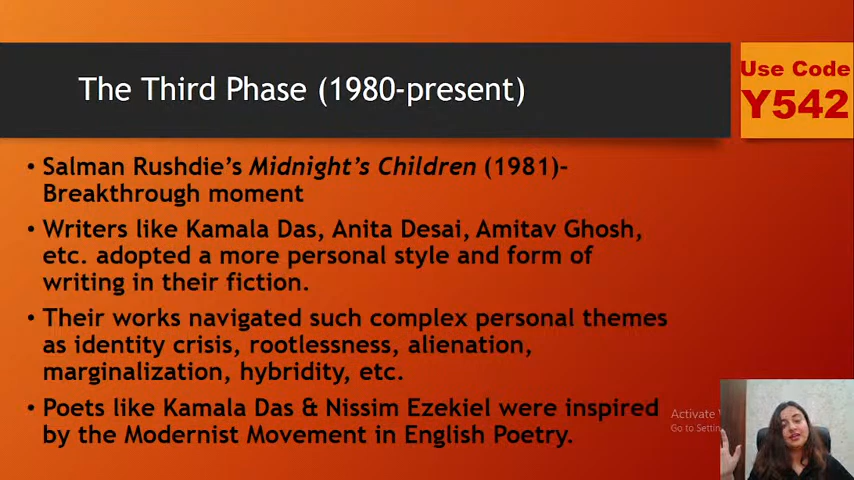 The Third Phase (1980-present)
Use Code
Y542
• Salman Rushdie's Midnight's Children (1981)-
Breakthrough moment
• Writers like Kamala Das, Anita Desai, Amitav Ghosh,
etc. adopted a more personal style and form of
writing in their fiction.
• Their works navigated such complex personal themes
as identity crisis, rootlessness, alienation,
marginalization, hybridity, etc.
• Poets like Kamala Das & Nissim Ezekiel were inspired
by the Modernist Movement in English Poetry.
Activate
Go to